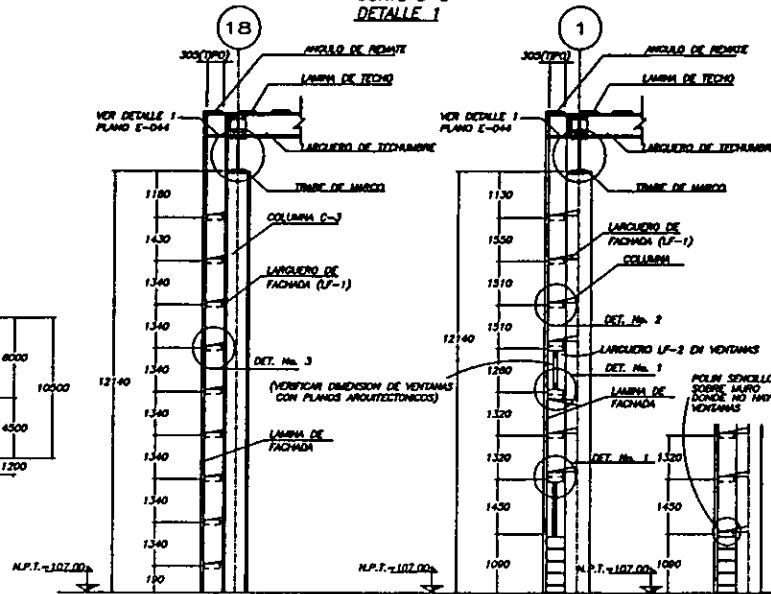 DETALLE 1
18
305(TIPO)
ANGULO DE REMATE
LAMINA DE TECHO
VER DETALLE 1
PLANO E-044
LARGUERO DE TECHUMBRE
TRABE DE MARCO
COLUMNA C-3
LARGUERO DE
FACHADA (LF-1)
DET. No. 3
LAMINA DE
FACHADA
1180
1430
1340
1340
1340
1340
1340
1340
1340
190
12140
N.P.T.-107.00
8000
4500
10500
1200
1
305(TIPO)
ANGULO DE REMATE
LAMINA DE TECHO
VER DETALLE 1
PLANO E-044
LARGUERO DE TECHUMBRE
TRABE DE MARCO
LARGUERO DE
FACHADA (LF-1)
COLUMNA
DET. No. 2
LARGUERO LF-2 EN VENTANAS
DET. No. 1
(VERIFICAR DIMENSION DE VENTANAS
CON PLANOS ARQUITECTONICOS)
LAMINA DE
FACHADA
DET. No. 1
1130
1550
1510
1510
1260
1320
1320
1450
1090
12140
N.P.T.-107.00
POLIN SENCILLO
SOBRE MURO
DONDE NO HAY
VENTANAS
1320
1450
1090
N.P.T.-107.00